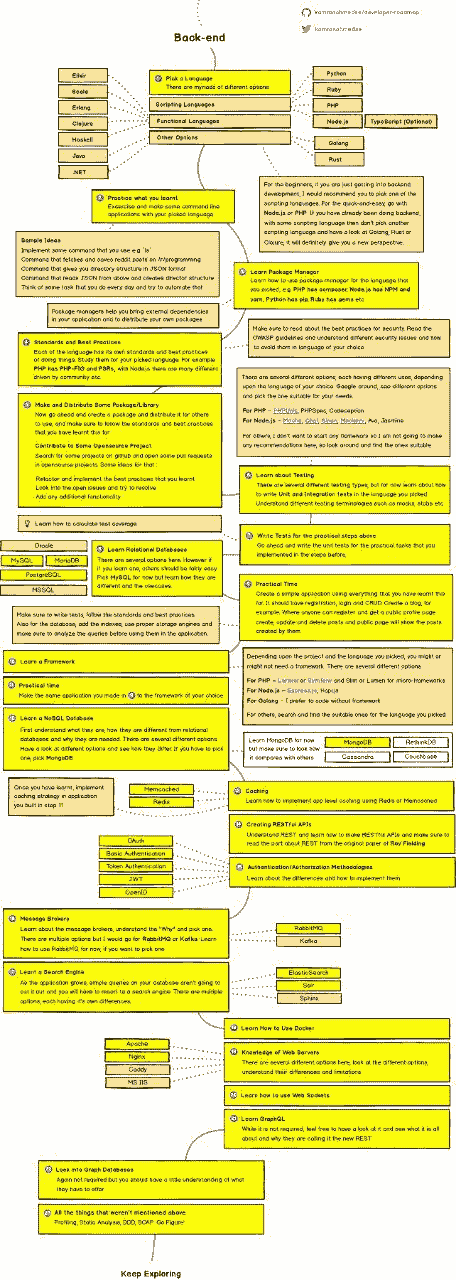 kamranahmedse/developer-roadmap
kamranahmedse
Back-end
Pick a Language
There are myriads of different options
Scripting Languages
Functional Languages
Other Options
Elixir
Scala
Erlang
Clojure
Haskell
Java
.NET
Python
Ruby
PHP
Node.js
TypeScript (Optional)
Golang
Rust
For the beginners, if you are just getting into backend
development, I would recommend you to pick one of the
scripting languages. For the quick-and-easy, go with
Node.js or PHP. If you have already been doing backend,
with some scripting language then don't pick another
scripting language and have a look at Golang, Rust or
Clojure, it will definitely give you a new perspective.
Practice what you learnt
Excercise and make some command line
applications with your picked language
Sample Ideas
Implement some command that you use e.g. 'ls'
Command that fetches and saves reddit posts on /r/programming
Command that gives you directory structure in JSON format
Command that reads JSON from above and creates director structure
Think of some task that you do every day and try to automate that
Learn Package Manager
Learn how to use package manager for the language that
you picked, e.g. PHP has composer, Node.js has NPM and
yarn, Python has pip, Ruby has gems etc
Package managers help you bring external dependencies
in your application and to distribute your own packages
Standards and Best Practices
Each of the language has its own standards and best practices
of doing things. Study them for your picked language. For example
PHP has PHP-FIG and PSRs, with Node.js there are many different
driven by community etc.
Make sure to read about the best practices for security. Read the
OWASP guidelines and understand different security issues and how
to avoid them in language of your choice
Make and Distribute Some Package/Library
Now go ahead and create a package and distribute it for others
to use, and make sure to follow the standards and best practices
that you have learnt this far.
Contribute to Some Opensource Project
Search for some projects on github and open some pull requests
in opensource projects. Some ideas for that :
Refactor and implement the best practices that you learnt
Look into the open issues and try to resolve
Add any additional functionality
There are several different options, each having different uses, depending
upon the language of your choice. Google around, see different options
and pick the one suitable for your needs.
For PHP – PHPUnit, PHPSpec, Codeception
For Node.js – Mocha, Chai, Sinon, Mockery, Ava, Jasmine
For others, I don't want to start any flamewars so I am not going to make
any recommendations here, so look around and find the ones suitable
Learn about Testing
There are several different testing types, but for now learn about how
to write Unit and Integration tests in the language you picked.
Understand different testing terminologies such as mocks, stubs etc
Learn how to calculate test coverage
Write Tests for the practical steps above
Go ahead and write the unit tests for the practical tasks that you
implemented in the steps before,
Learn Relational Databases
There are several options here. However if
if you learn one, others should be fairly easy.
Pick MySQL for now but learn how they are
different and the usecases.
Oracle
MySQL
MariaDB
PostgreSQL
MSSQL
Practical Time
Create a simple application using everything that you have learnt this
far. It should have registration, login and CRUD. Create a blog, for
example. Where anyone can register and get a public profile page,
create, update and delete posts and public page will show the posts
created by them.
Make sure to write tests, follow the standards and best practices.
Also for the database, add the indexes, use proper storage engines and
make sure to analyze the queries before using them in the application.
Learn a Framework
Depending upon the project and the language you picked, you might or
might not need a framework. There are several different options
For PHP – Laravel or Symfony and Slim or Lumen for micro-frameworks
For Node.js – Express.js, Hapi.js
For Golang – I prefer to code without framework
For others, search and find the suitable ones for the language you picked
Practical time
Make the same application you made in to the framework of your choice
Learn a NoSQL Database
First understand what they are, how they are different from relational
databases and why they are needed. There are several different options
Have a look at different options and see how they differ. If you have to pick
one, pick MongoDB.
Learn MongoDB for now
but make sure to look how
it compares with others
MongoDB
RethinkDB
Cassandra
Couchbase
Once you have learnt, implement
caching strategy in application
you built in step 11
Memcached
Redis
Caching
Learn how to implement app level caching using Redis or Memcached
Creating RESTful APIs
Understand REST and learn how to make RESTful APIs and make sure to
read the part about REST from the original paper of Roy Fielding
OAuth
Basic Authentication
Token Authentication
JWT
OpenID
Authentication/Authorization Methodologies
Learn about the differences and how to implement them
Message Brokers
Learn about the message brokers, understand the "Why" and pick one.
There are multiple options but I would go for RabbitMQ or Kafka. Learn
how to use RabbitMQ, for now, if you want to pick one
RabbitMQ
Kafka
Learn a Search Engine
As the application grows, simple queries on your database aren't going to
cut it out and you will have to resort to a search engine. There are multiple
options, each having it's own differences.
ElasticSearch
Solr
Sphinx
Learn How to Use Docker
Knowledge of Web Servers
There are several different options here, look at the different options,
understand their differences and limitations
Apache
Nginx
Caddy
MS IIS
Learn how to use Web Sockets
Learn GraphQL
While it is not required, feel free to have a look at and see what it is all
about and why they are calling it the new REST
Look into Graph Databases
Again not required but you should have a little understanding of what
they have to offer
All the things that weren't mentioned above
Profiling, Static Analysis, DDD, SOAP. Go Figure!
Keep Exploring